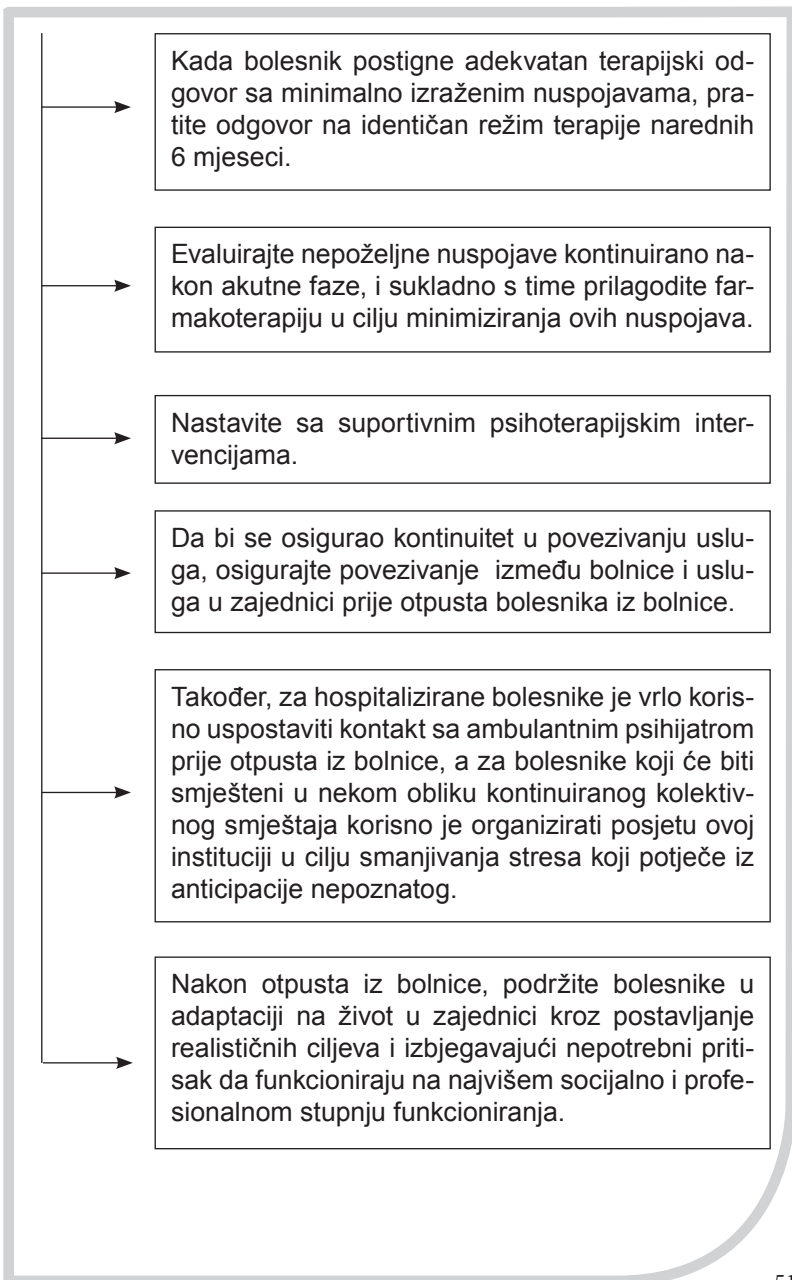 Kada bolesnik postigne adekvatan terapijski od-
govor sa minimalno izraženim nuspojavama, pra-
tite odgovor na identičan režim terapije narednih
6 mjeseci.
Evaluirajte nepoželjne nuspojave kontinuirano na-
kon akutne faze, i sukladno s time prilagodite far-
makoterapiju u cilju minimiziranja ovih nuspojava.
Nastavite sa suportivnim psihoterapijskim inter-
vencijama.
Da bi se osigurao kontinuitet u povezivanju uslu-
ga, osigurajte povezivanje između bolnice i uslu-
ga u zajednici prije otpusta bolesnika iz bolnice.
Također, za hospitalizirane bolesnike je vrlo koris-
no uspostaviti kontakt sa ambulantnim psihijatrom
prije otpusta iz bolnice, a za bolesnike koji će biti
smješteni u nekom obliku kontinuiranog kolektiv-
nog smještaja korisno je organizirati posjetu ovoj
instituciji u cilju smanjivanja stresa koji potječe iz
anticipacije nepoznatog.
Nakon otpusta iz bolnice, podržite bolesnike u
adaptaciji na život u zajednici kroz postavljanje
realističnih ciljeva i izbjegavajući nepotrebni priti-
sak da funkcioniraju na najvišem socijalno i profe-
sionalnom stupnju funkcioniranja.
51